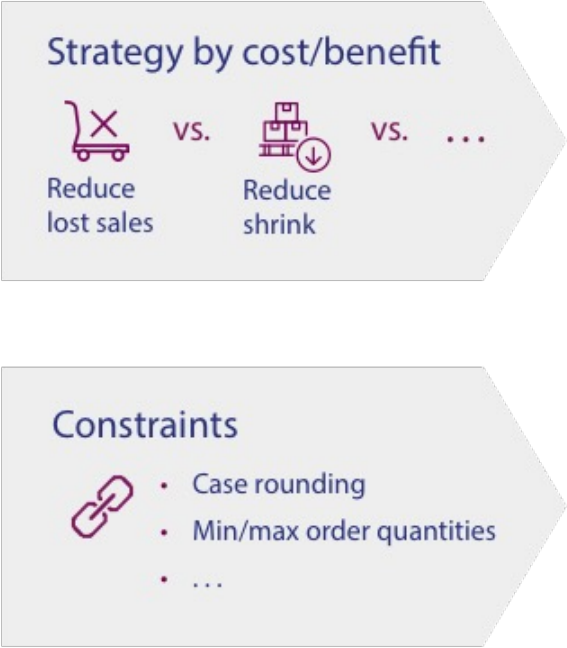 Strategy by cost/benefit
vs. vs. ...
Reduce lost sales
Reduce shrink
Constraints
• Case rounding
• Min/max order quantities
• ...